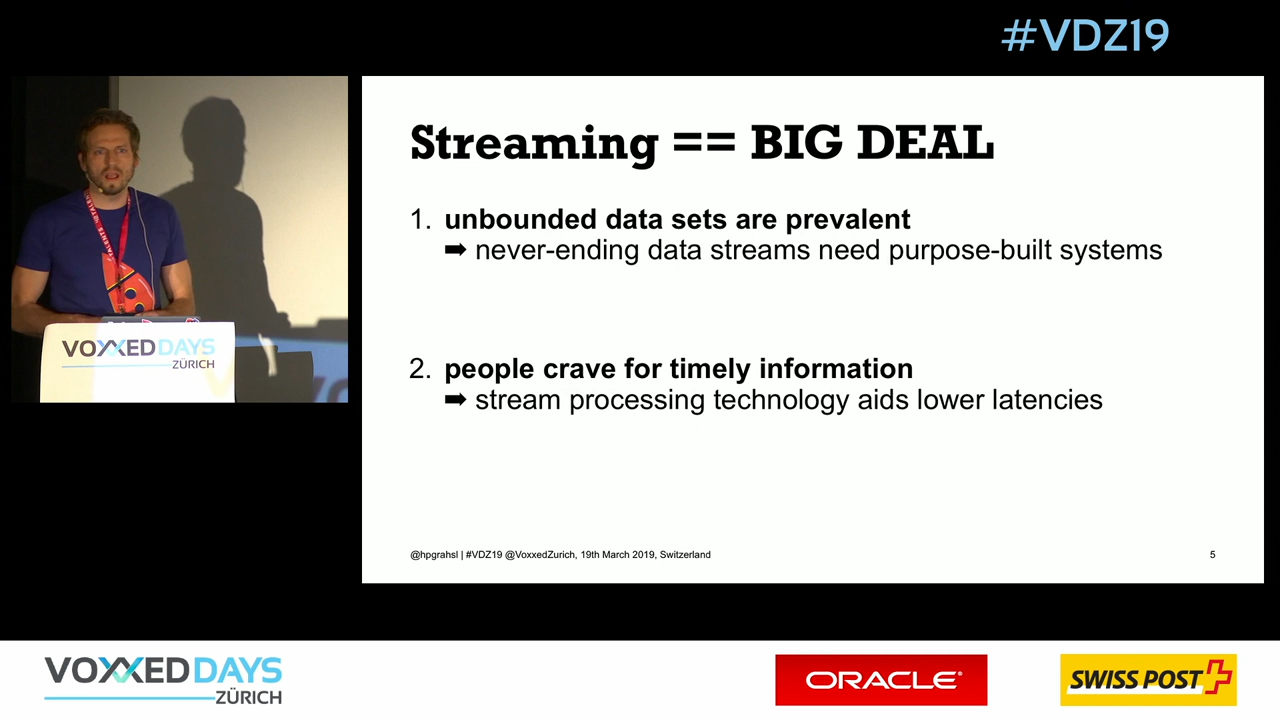 #VDZ19
Streaming == BIG DEAL
1. unbounded data sets are prevalent
➡ never-ending data streams need purpose-built systems
2. people crave for timely information
➡ stream processing technology aids lower latencies
@hpgrahsl | #VDZ19 @VoxxedZurich, 19th March 2019, Switzerland
5
VOXXED DAYS
ZÜRICH
VOXXED DAYS
ZÜRICH
ORACLE®
SWISS POST